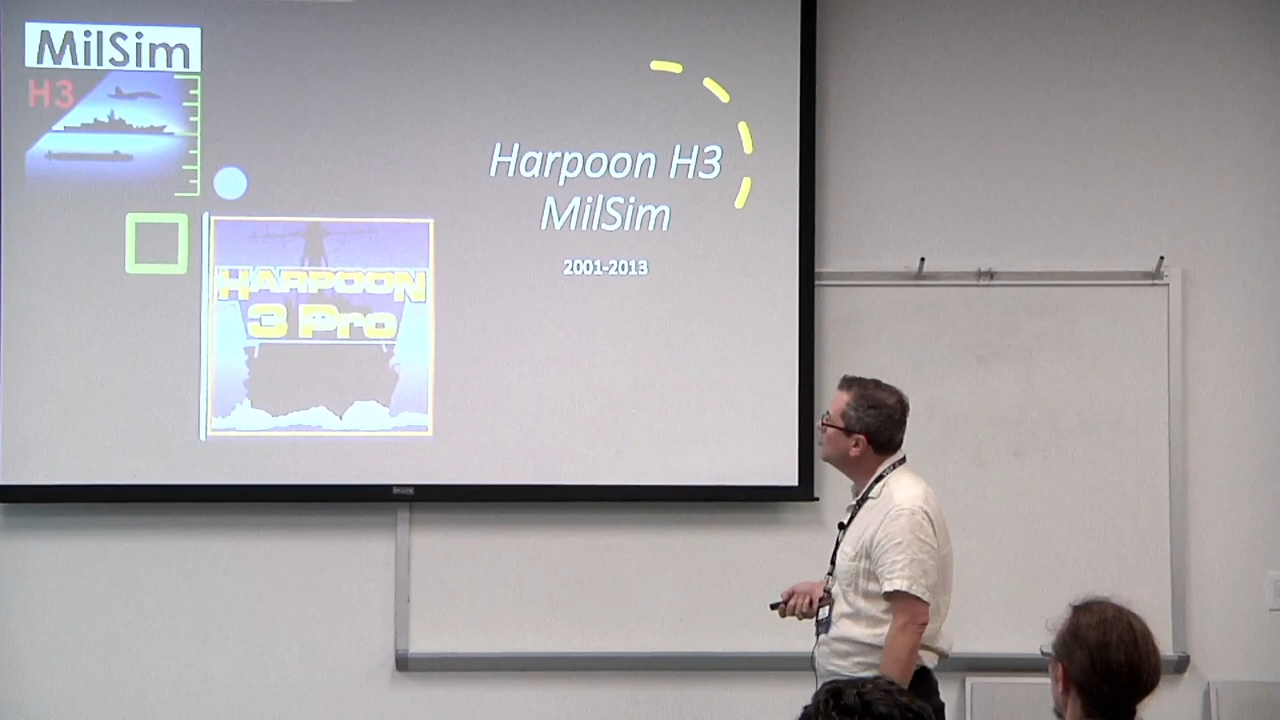 MilSim
H3
Harpoon H3
MilSim
2001-2013
HARPOON
3 Pro